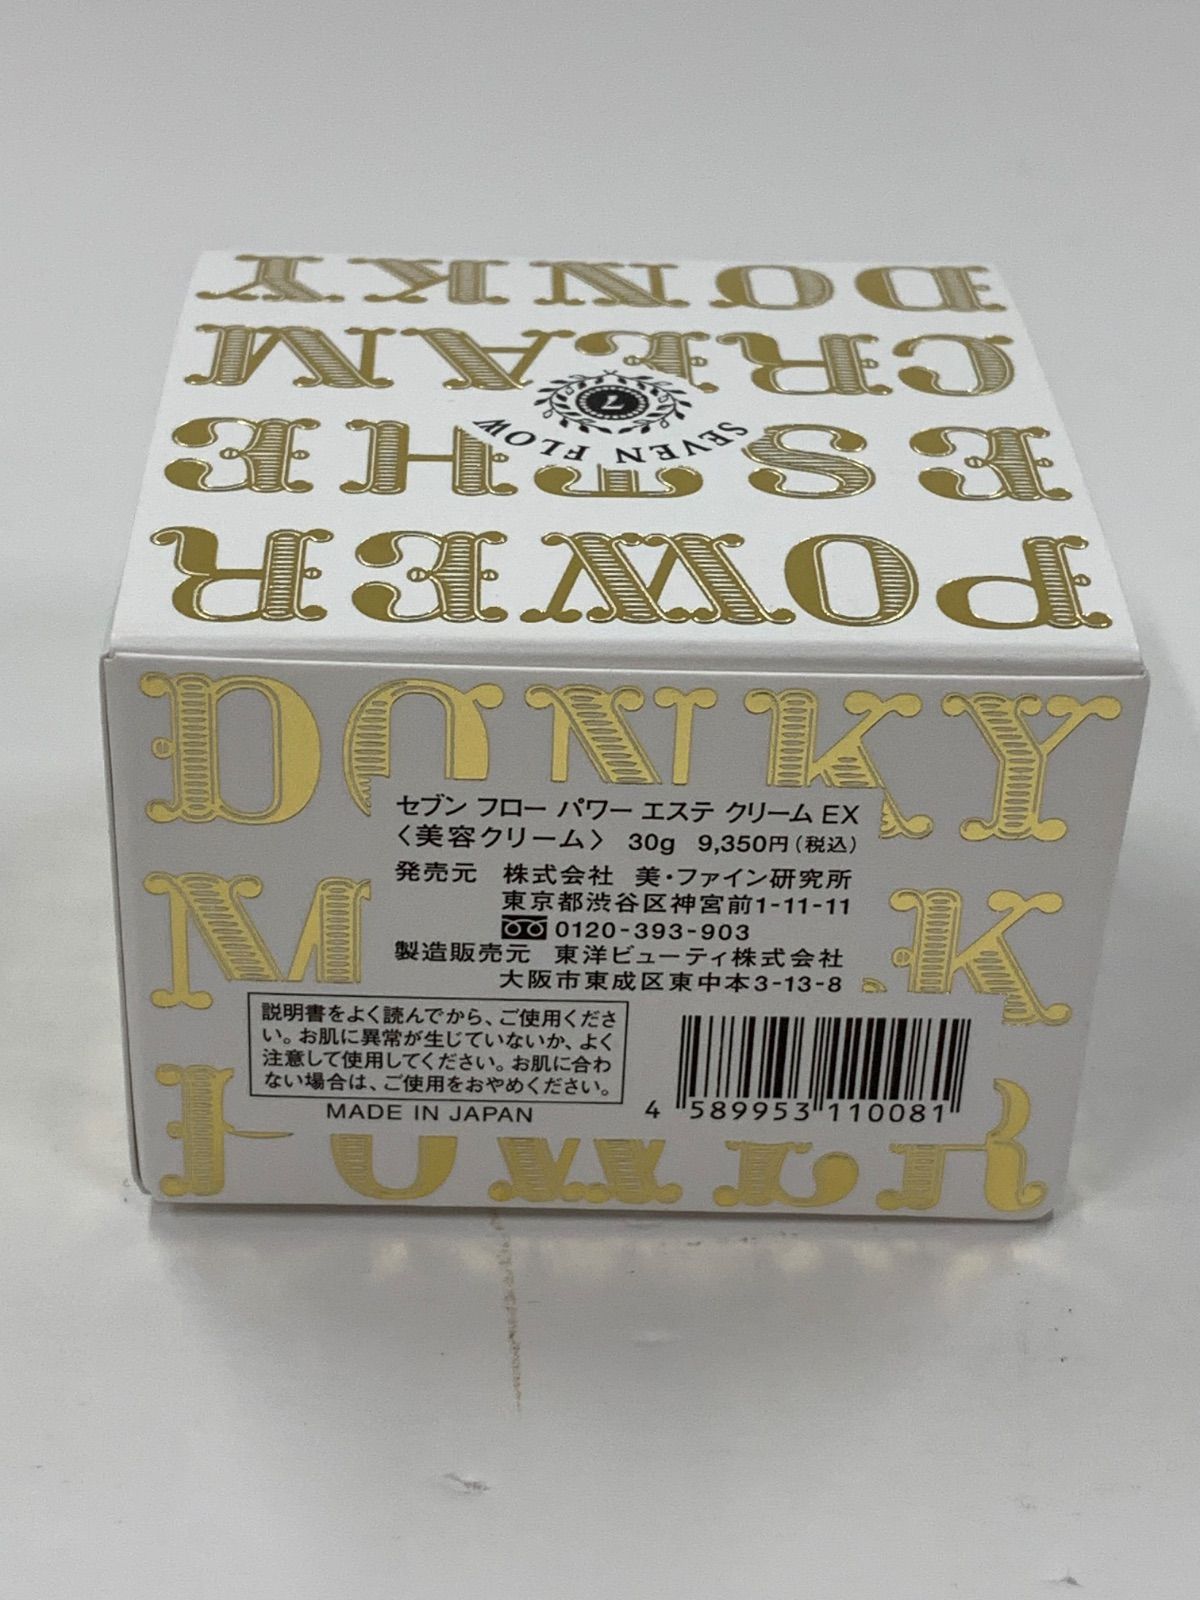 DONKY
CREAM
ESTHE
POWER
SEVEN FLOW
7
DONKY
セブン フロー パワー エステ クリーム EX
〈美容クリーム〉 30g 9,350円(税込)
発売元 株式会社 美・ファイン研究所
東京都渋谷区神宮前1-11-11
0120-393-903
製造販売元 東洋ビューティ株式会社
大阪市東成区東中本3-13-8
説明書をよく読んでから、ご使用くださ
い。お肌に異常が生じていないか、よく
注意して使用してください。お肌に合わ
ない場合は、ご使用をおやめください。
MADE IN JAPAN
4 589953 110081